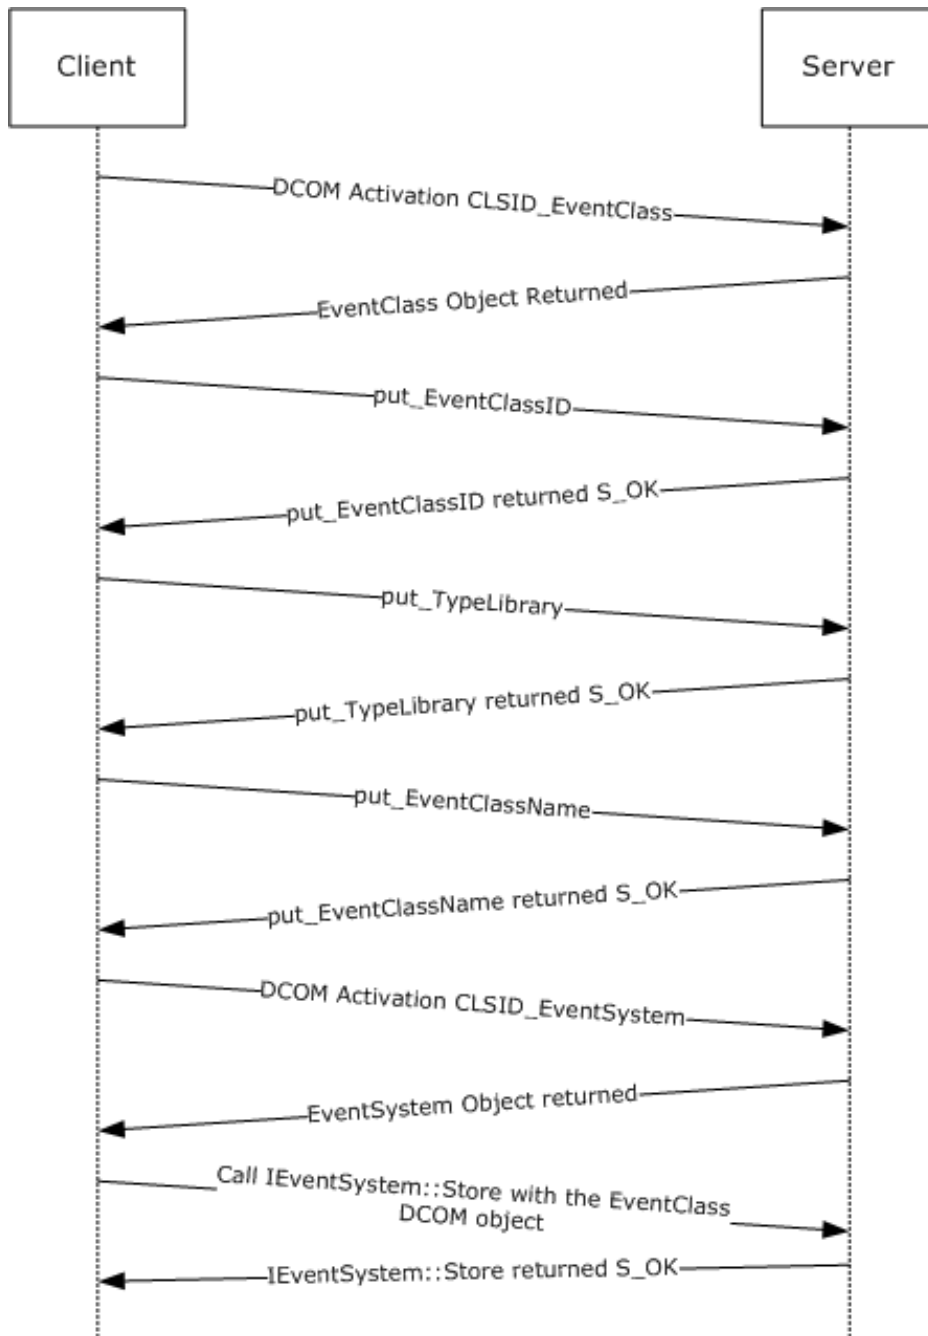 Client
Server
DCOM Activation CLSID_EventClass
EventClass Object Returned
put_EventClassID
put_EventClassID returned S_OK
put_TypeLibrary
put_TypeLibrary returned S_OK
put_EventClassName
put_EventClassName returned S_OK
DCOM Activation CLSID_EventSystem
EventSystem Object returned
Call IEventSystem::Store with the EventClass
DCOM object
IEventSystem::Store returned S_OK